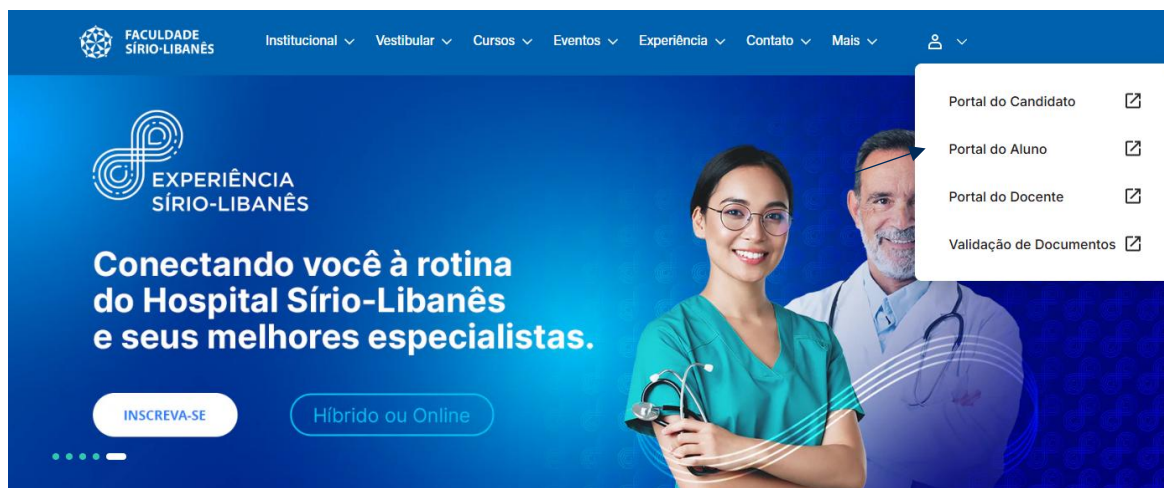 FACULDADE
SÍRIO-LIBANÊS
Institucional
Vestibular
Cursos
Eventos
Experiência
Contato
Mais
Portal do Candidato
Portal do Aluno
Portal do Docente
Validação de Documentos
EXPERIÊNCIA
SÍRIO-LIBANÊS
Conectando você à rotina
do Hospital Sírio-Libanês
e seus melhores especialistas.
INSCREVA-SE
Híbrido ou Online